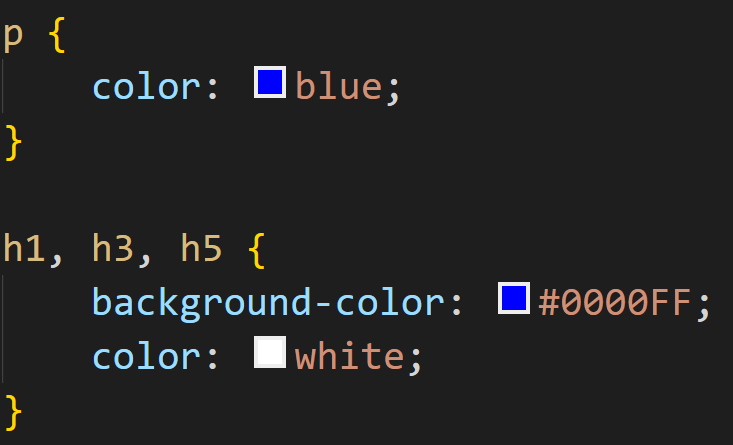 p {
    color: blue;
}

h1, h3, h5 {
    background-color: #0000FF;
    color: white;
}